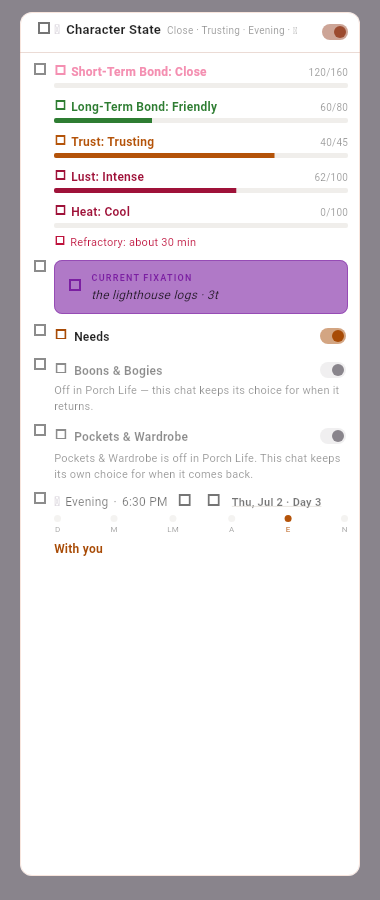 Character State Close · Trusting · Evening ·
Short-Term Bond: Close 120/160
Long-Term Bond: Friendly 60/80
Trust: Trusting 40/45
Lust: Intense 62/100
Heat: Cool 0/100
Refractory: about 30 min
CURRENT FIXATION
the lighthouse logs · 3t
Needs
Boons & Bogies
Off in Porch Life — this chat keeps its choice for when it
returns.
Pockets & Wardrobe
Pockets & Wardrobe is off in Porch Life. This chat keeps
its own choice for when it comes back.
Evening · 6:30 PM Thu, Jul 2 · Day 3
D M LM A E N
With you